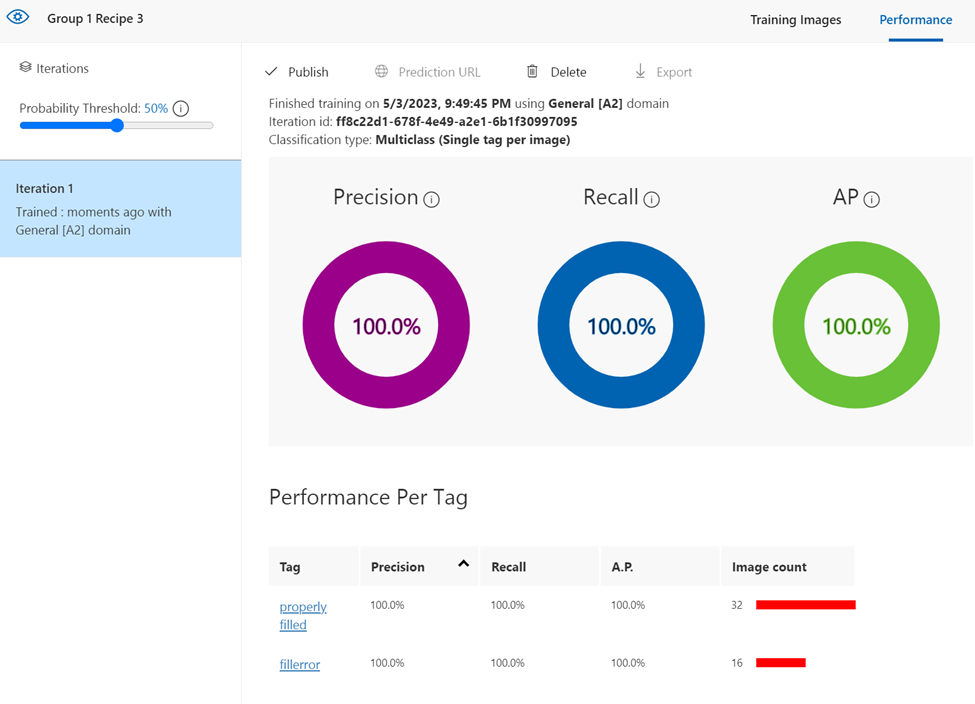 Group 1 Recipe 3
Training Images
Performance
Iterations
Probability Threshold: 50%
Iteration 1
Trained : moments ago with
General [A2] domain
Publish
Prediction URL
Delete
Export
Finished training on 5/3/2023, 9:49:45 PM using General [A2] domain
Iteration id: ff8c22d1-678f-4e49-a2e1-6b1f30997095
Classification type: Multiclass (Single tag per image)
Precision
Recall
AP
100.0%
100.0%
100.0%
Performance Per Tag
Tag Precision Recall A.P. Image count
properly filled 100.0% 100.0% 100.0% 32
fillerror 100.0% 100.0% 100.0% 16